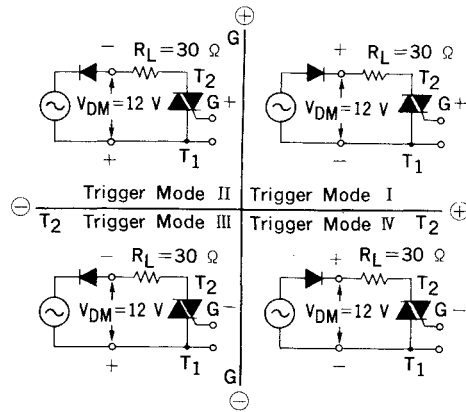 ⊕
G
− R_L=30 Ω
T₂
V_DM=12 V G+
+ T₁
+ R_L=30 Ω
T₂
V_DM=12 V G+
− T₁
Trigger Mode II
Trigger Mode I
⊖ ⊕
T₂ Trigger Mode III
Trigger Mode IV T₂
− R_L=30 Ω
T₂
V_DM=12 V G−
+ T₁
+ R_L=30 Ω
T₂
V_DM=12 V G−
− T₁
G
⊖